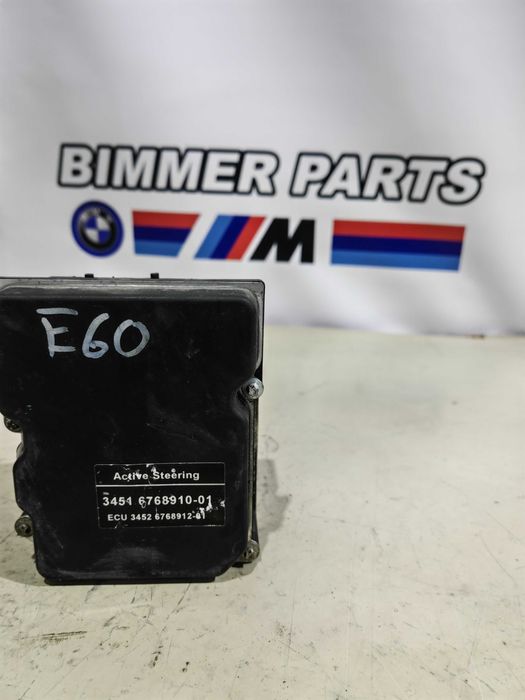 BIMMER PARTS
M
E60
Active Steering
3451 6768910-01
ECU 3452 6768912-01